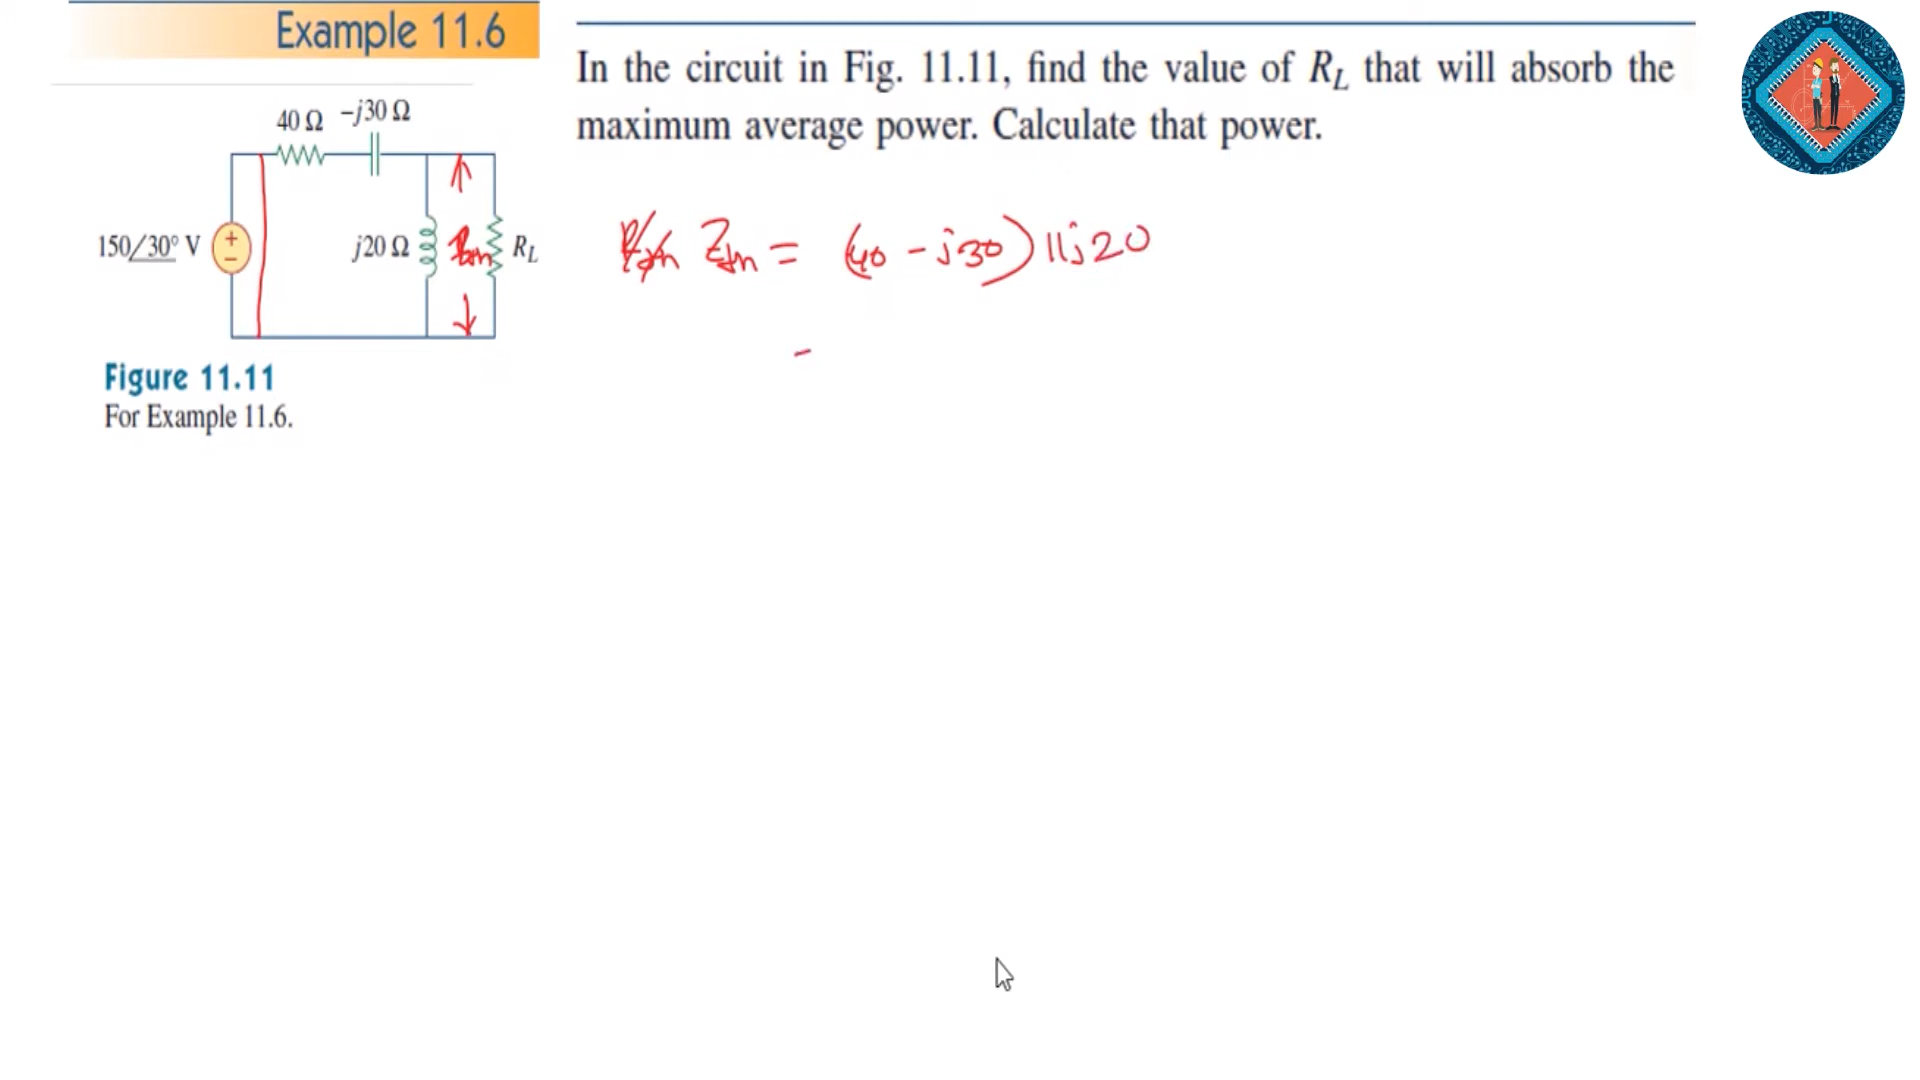 Example 11.6
In the circuit in Fig. 11.11, find the value of R_L that will absorb the
maximum average power. Calculate that power.
40 Ω −j30 Ω
150/30° V
j20 Ω
R_L
Z_Th = (40 - j30) || j20
=
Figure 11.11
For Example 11.6.